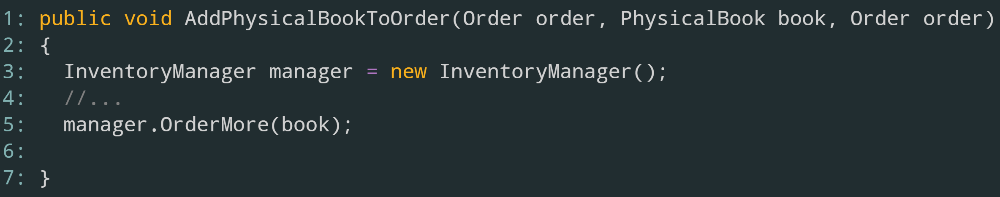 1: public void AddPhysicalBookToOrder(Order order, PhysicalBook book, Order order)
2: {
3:   InventoryManager manager = new InventoryManager();
4:   //...
5:   manager.OrderMore(book);
6:
7: }